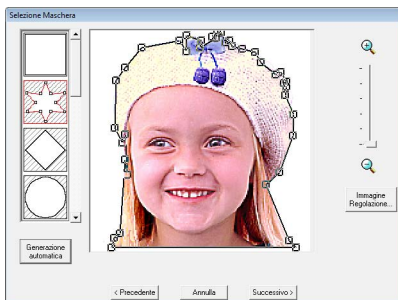 Selezione Maschera
Immagine
Regolazione...
Generazione
automatica
< Precedente
Annulla
Successivo >